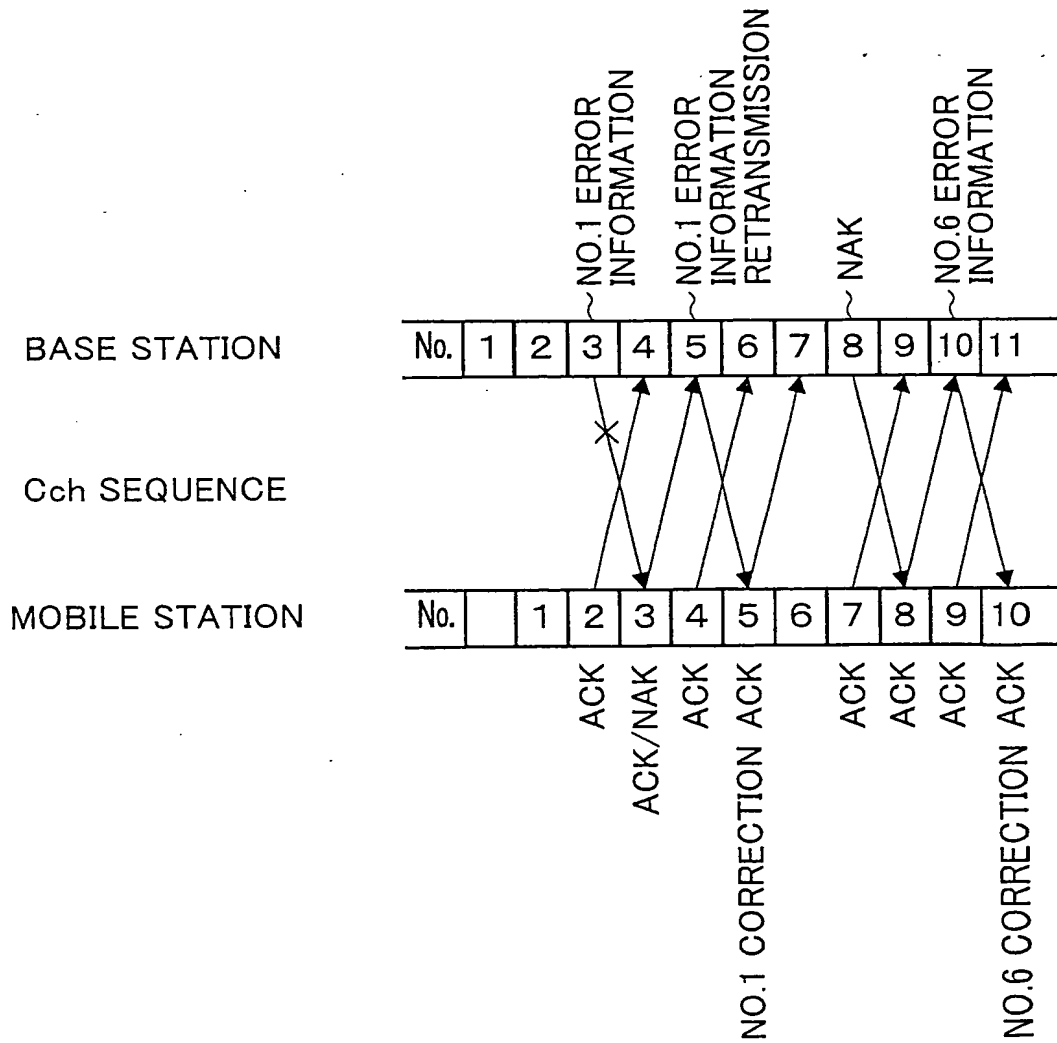 NO.1 ERROR
INFORMATION
NO.1 ERROR
INFORMATION
RETRANSMISSION
NAK
NO.6 ERROR
INFORMATION
BASE STATION
No. 1 2 3 4 5 6 7 8 9 10 11
Cch SEQUENCE
MOBILE STATION
No. 1 2 3 4 5 6 7 8 9 10
ACK
ACK/NAK
ACK
NO.1 CORRECTION ACK
ACK
ACK
ACK
NO.6 CORRECTION ACK